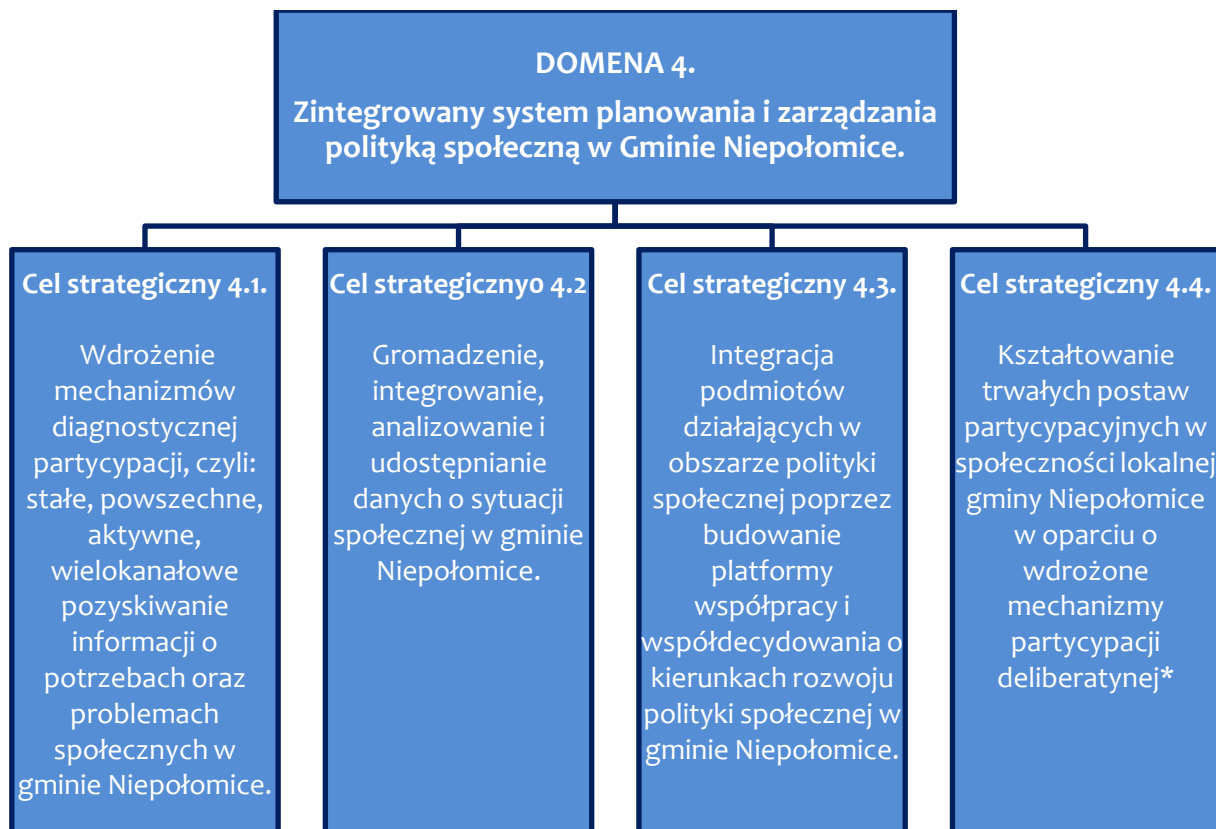 DOMENA 4.
Zintegrowany system planowania i zarządzania
polityką społeczną w Gminie Niepołomice.
Cel strategiczny 4.1.
Wdrożenie
mechanizmów
diagnostycznej
partycypacji, czyli:
stałe, powszechne,
aktywne,
wielokanałowe
pozyskiwanie
informacji o
potrzebach oraz
problemach
społecznych w
gminie Niepołomice.
Cel strategiczny0 4.2
Gromadzenie,
integrowanie,
analizowanie i
udostępnianie
danych o sytuacji
społecznej w gminie
Niepołomice.
Cel strategiczny 4.3.
Integracja
podmiotów
działających w
obszarze polityki
społecznej poprzez
budowanie
platformy
współpracy i
współdecydowania o
kierunkach rozwoju
polityki społecznej w
gminie Niepołomice.
Cel strategiczny 4.4.
Kształtowanie
trwałych postaw
partycypacyjnych w
społeczności lokalnej
gminy Niepołomice
w oparciu o
wdrożone
mechanizmy
partycypacji
deliberatynej*